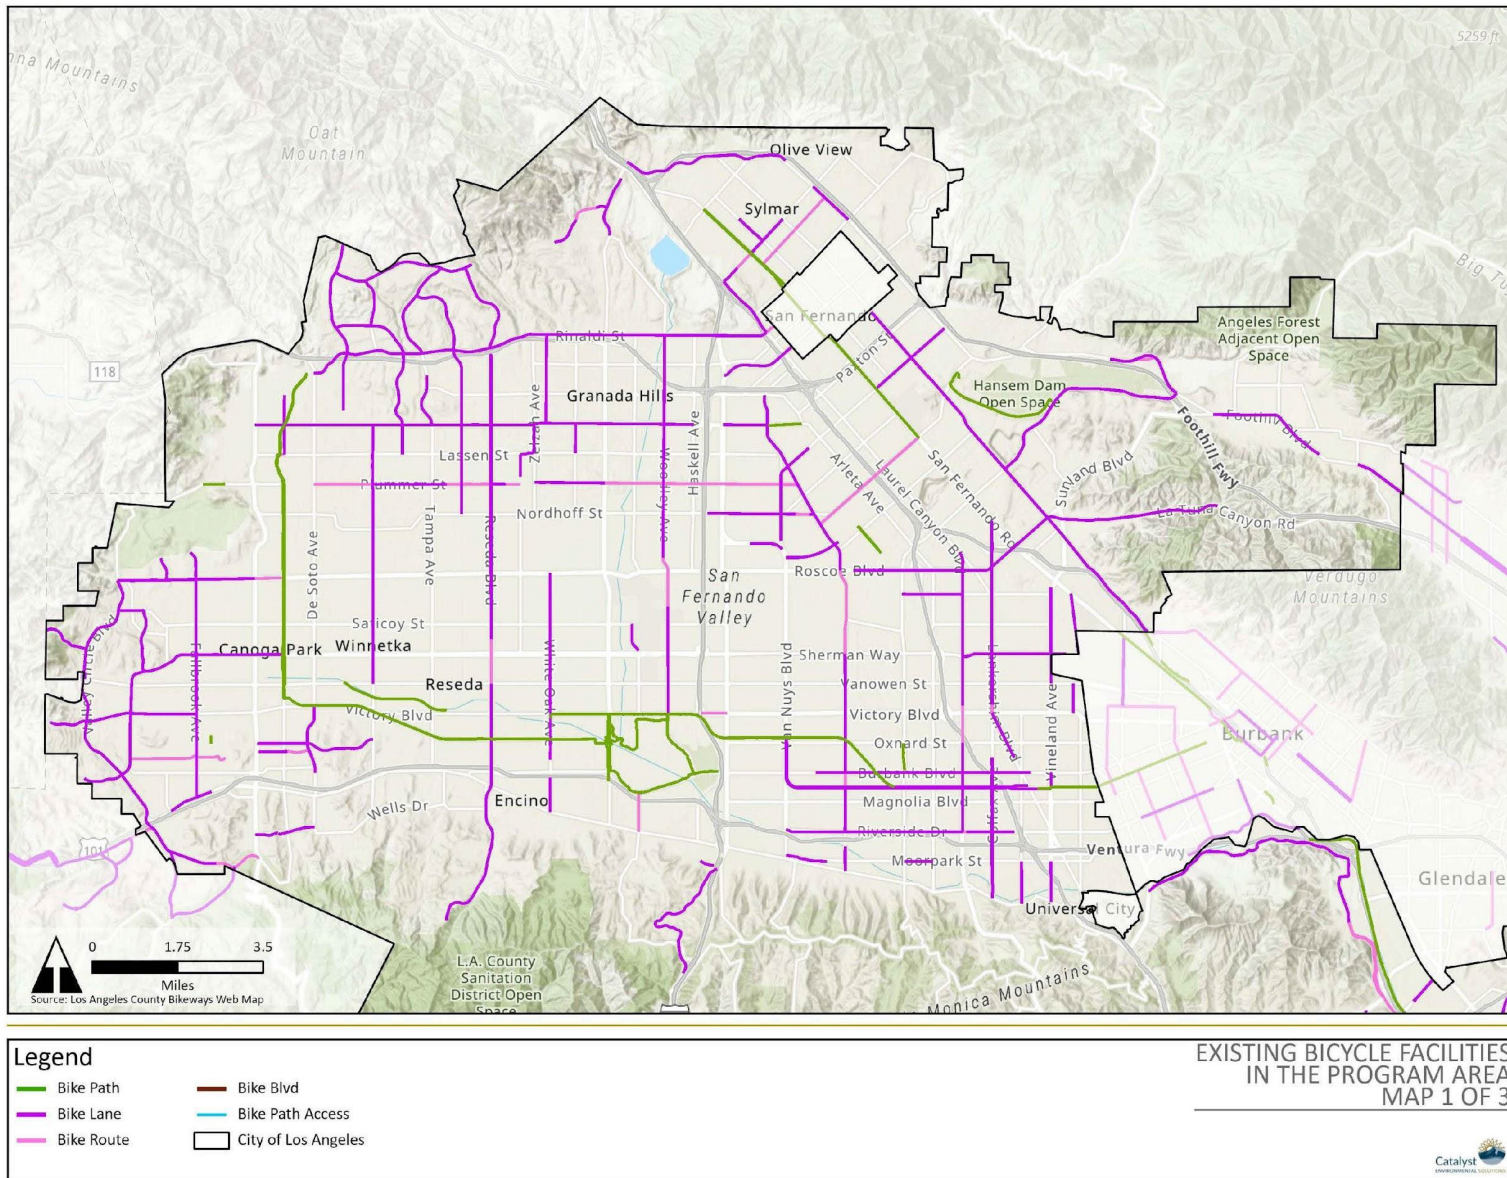 5259 ft
nna Mountains
Oat
Mountain
Olive View
Sylmar
Big Tu
San Fernando
Angeles Forest
Adjacent Open
Space
Rinaldi St
Paxton St
118
Hansem Dam
Open Space
Granada Hills
Zelzah Ave
Haskell Ave
Foothill Blvd
Foothill Fwy
Lassen St
Woodley Ave
Arleta Ave
Laurel Canyon Blvd
San Fernando Rd
Sunland Blvd
Plummer St
Nordhoff St
La Tuna Canyon Rd
Tampa Ave
Reseda Blvd
De Soto Ave
San
Fernando
Valley
Roscoe Blvd
Verdugo
Mountains
Saticoy St
Canoga Park
Winnetka
Valley Circle Blvd
Fallbrook Ave
White Oak Ave
Sherman Way
Lankershim Blvd
Reseda
Vanowen St
Van Nuys Blvd
Vineland Ave
Victory Blvd
Victory Blvd
Burbank
Oxnard St
Burbank Blvd
Encino
Wells Dr
Magnolia Blvd
Colfax Ave
Riverside Dr
101
Moorpark St
Ventura Fwy
Glendale
Universal City
0 1.75 3.5
Miles
Source: Los Angeles County Bikeways Web Map
L.A. County
Sanitation
District Open
Space
Monica Mountains
Legend
Bike Path
Bike Lane
Bike Route
Bike Blvd
Bike Path Access
City of Los Angeles
EXISTING BICYCLE FACILITIES
IN THE PROGRAM AREA
MAP 1 OF 3
Catalyst
ENVIRONMENTAL SOLUTIONS